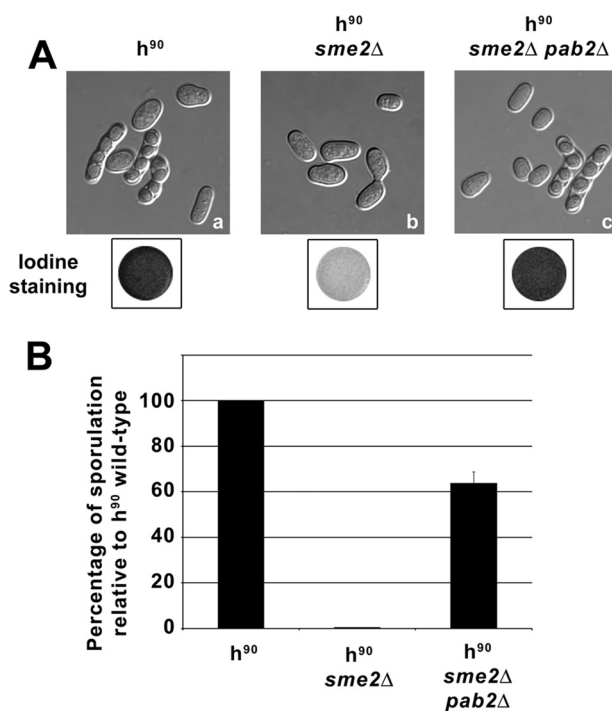 A
h⁹⁰
h⁹⁰
sme2Δ
h⁹⁰
sme2Δ pab2Δ
a
b
c
Iodine
staining
B
Percentage of sporulation
relative to h⁹⁰ wild-type
100
80
60
40
20
0
h⁹⁰
h⁹⁰
sme2Δ
h⁹⁰
sme2Δ
pab2Δ